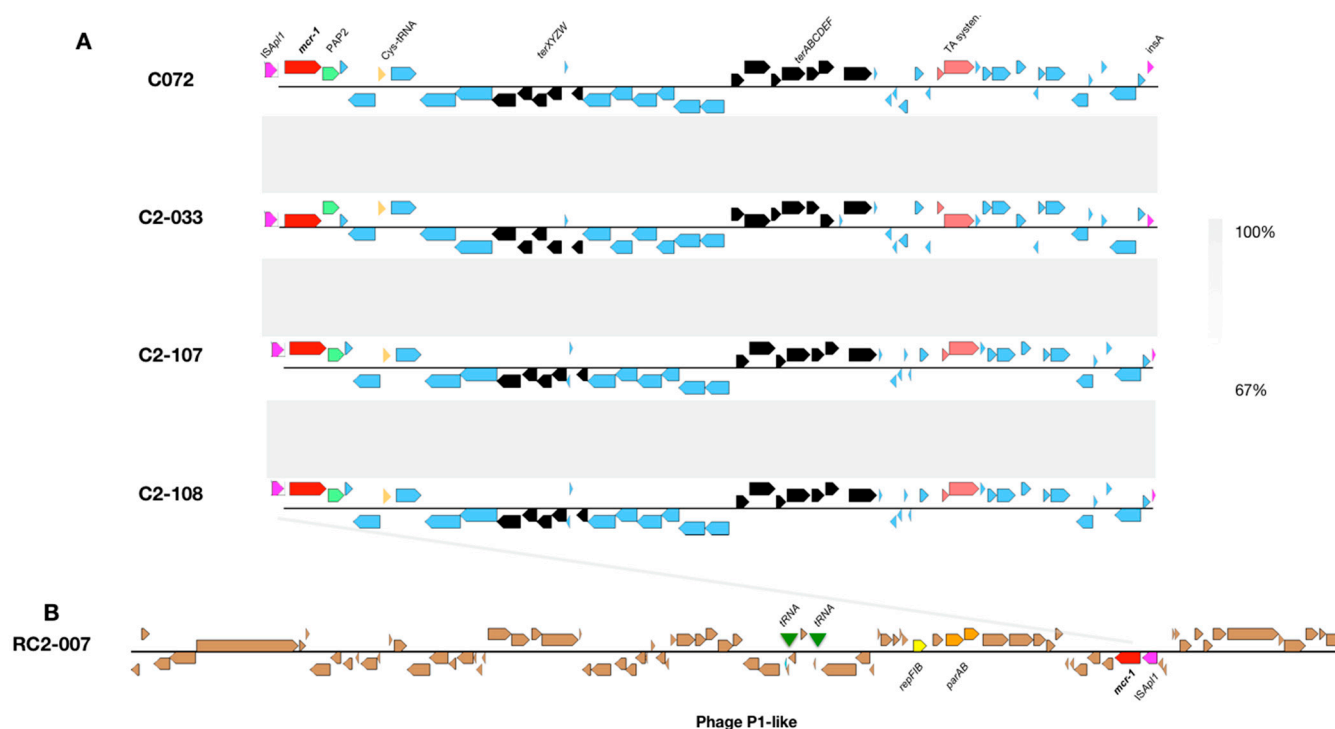 A
ISApl1 mcr-1 PAP2 Cys-tRNA terXYZW terABCDEF TA systen. insA
C072
C2-033
100%
C2-107
67%
C2-108
B
tRNA tRNA
RC2-007
repFIB parAB mcr-1 ISApl1
Phage P1-like